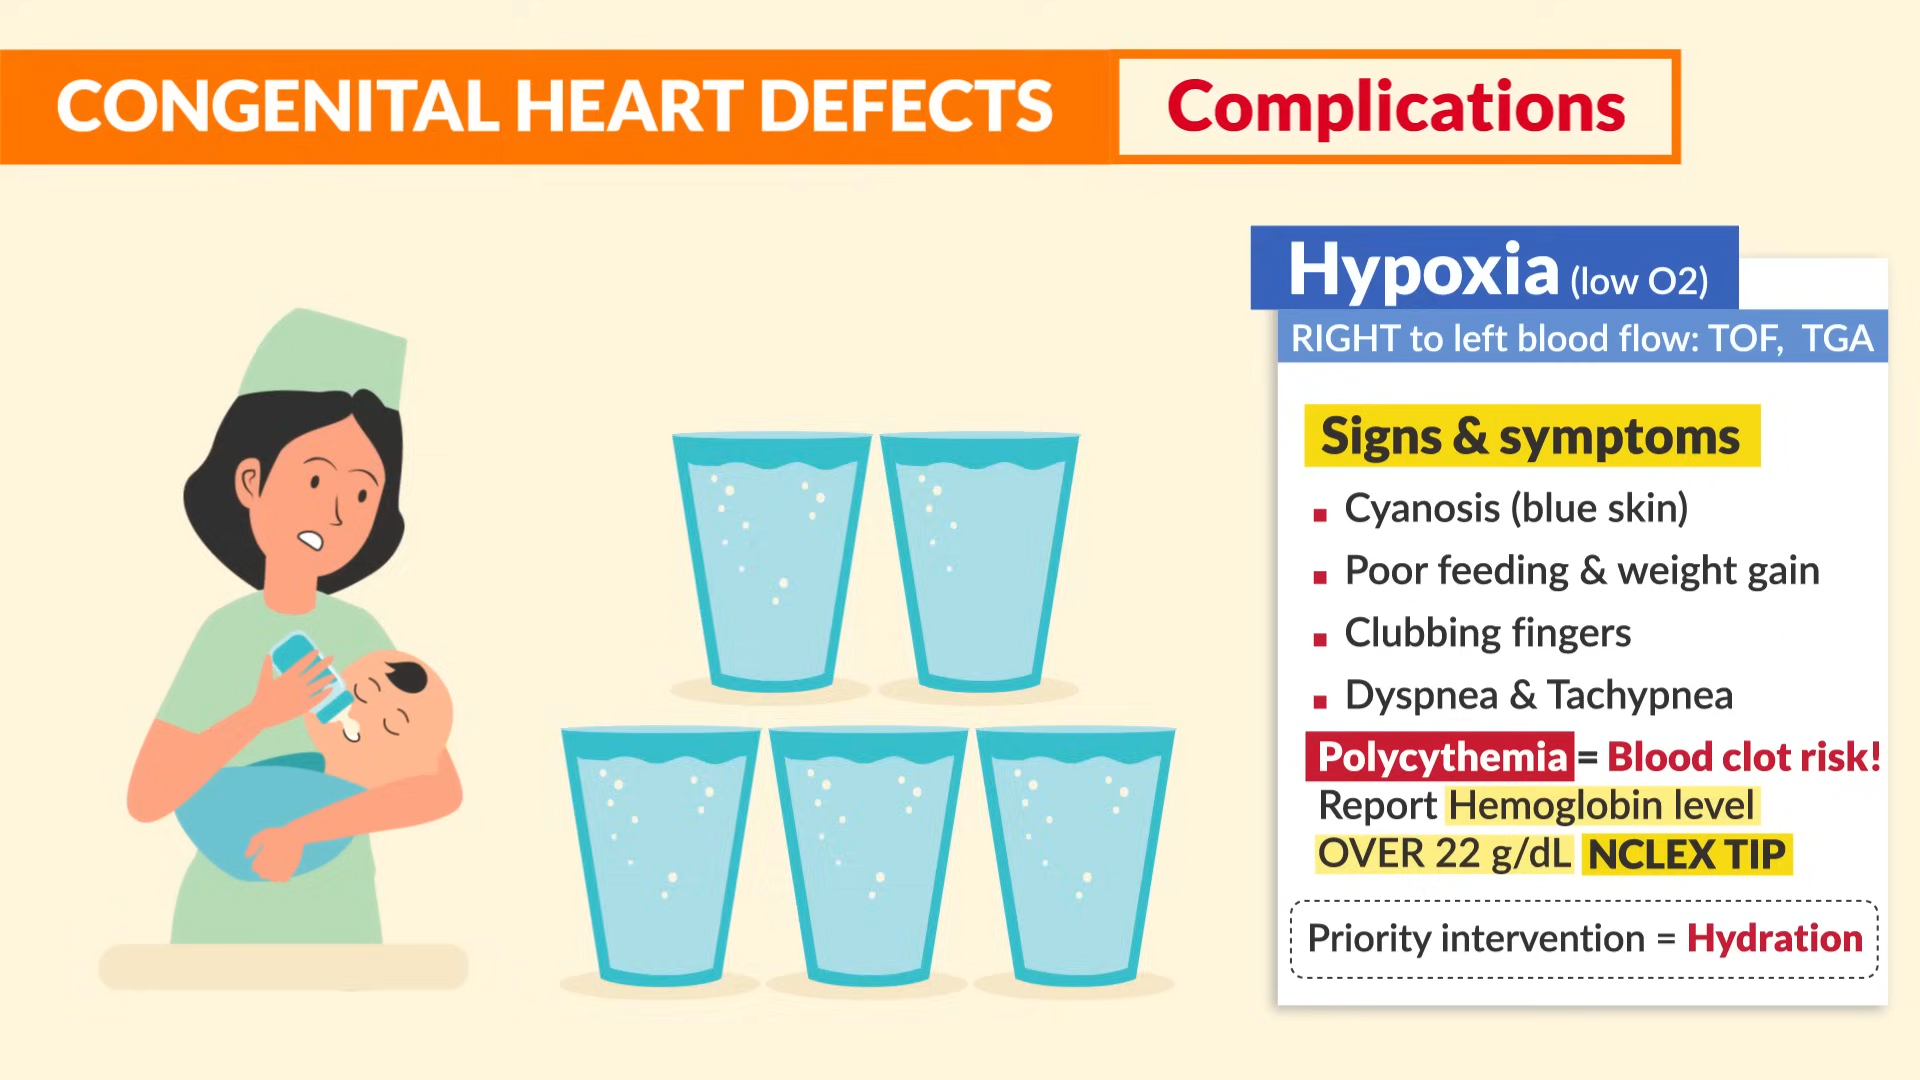 CONGENITAL HEART DEFECTS Complications
Hypoxia (low O2)
RIGHT to left blood flow: TOF, TGA
Signs & symptoms
▪ Cyanosis (blue skin)
▪ Poor feeding & weight gain
▪ Clubbing fingers
▪ Dyspnea & Tachypnea
Polycythemia = Blood clot risk!
Report Hemoglobin level
OVER 22 g/dL NCLEX TIP
Priority intervention = Hydration